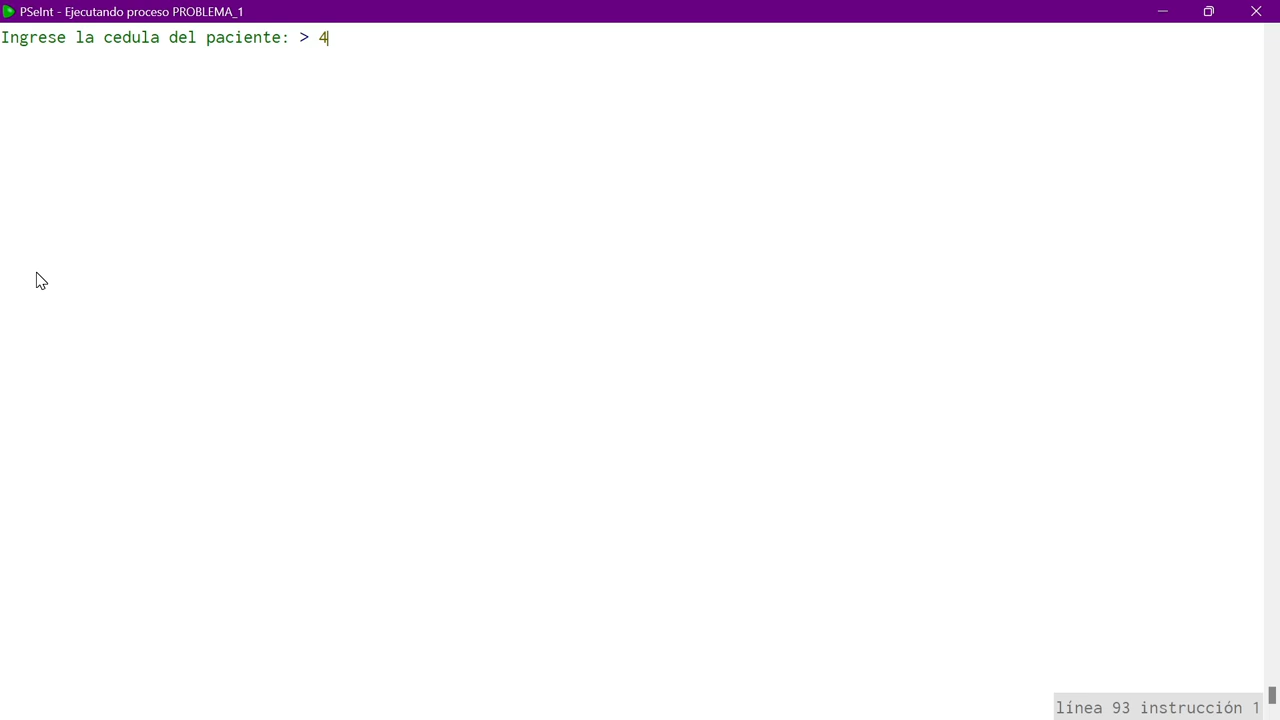 PSeInt - Ejecutando proceso PROBLEMA_1
Ingrese la cedula del paciente: > 4
línea 93 instrucción 1